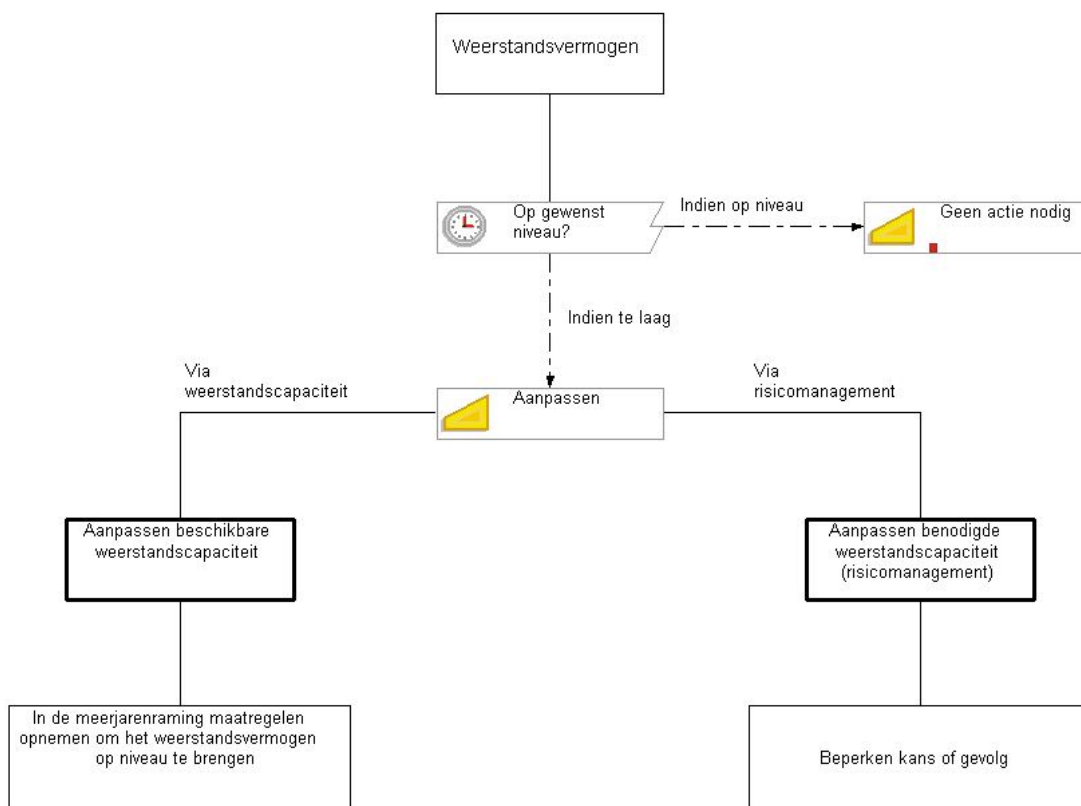 Weerstandsvermogen
Op gewenst
niveau?
Indien op niveau
Geen actie nodig
Indien te laag
Via
weerstandscapaciteit
Aanpassen
Via
risicomanagement
Aanpassen beschikbare
weerstandscapaciteit
Aanpassen benodigde
weerstandscapaciteit
(risicomanagement)
In de meerjarenraming maatregelen
opnemen om het weerstandsvermogen
op niveau te brengen
Beperken kans of gevolg